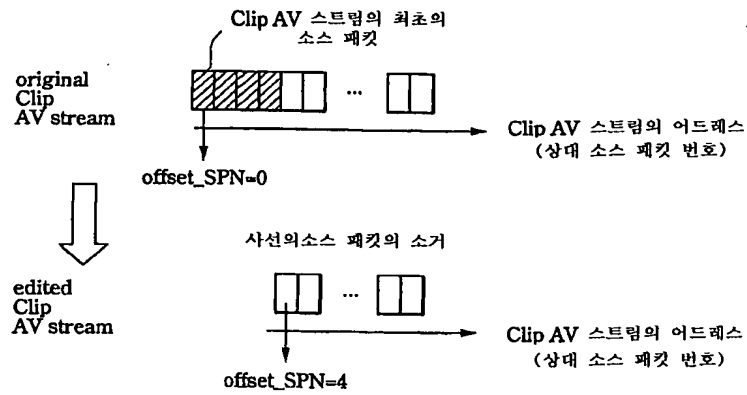 Clip AV 스트림의 최초의
소스 패킷
original
Clip
AV stream
...
Clip AV 스트림의 어드레스
(상대 소스 패킷 번호)
offset_SPN=0
사선의소스 패킷의 소거
edited
Clip
AV stream
...
Clip AV 스트림의 어드레스
(상대 소스 패킷 번호)
offset_SPN=4